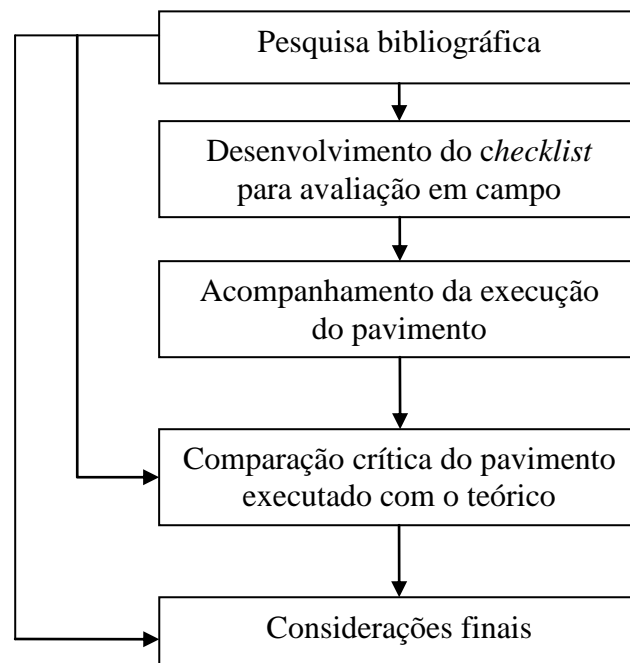 Pesquisa bibliográfica
Desenvolvimento do checklist
para avaliação em campo
Acompanhamento da execução
do pavimento
Comparação crítica do pavimento
executado com o teórico
Considerações finais